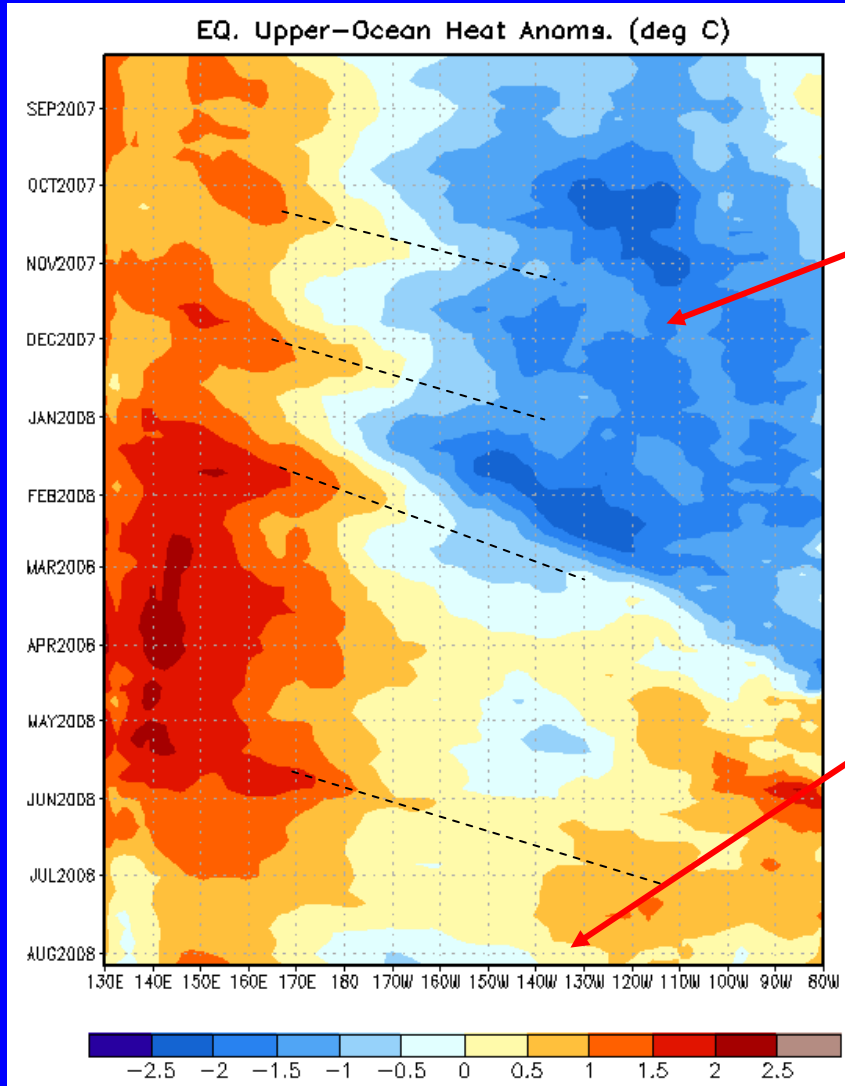 EQ. Upper-Ocean Heat Anoms. (deg C)
SEP2007
OCT2007
NOV2007
DEC2007
JAN2008
FEB2008
MAR2008
APR2008
MAY2008
JUN2008
JUL2008
AUG2008
130E 140E 150E 160E 170E 180 170W 160W 150W 140W 130W 120W 110W 100W 90W 80W
−2.5 −2 −1.5 −1 −0.5 0 0.5 1 1.5 2 2.5